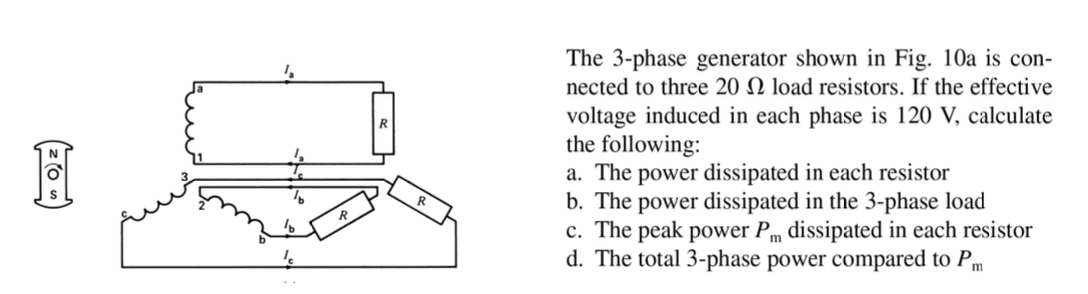 I_a
a
R
N
1
I_a
I_c
3
S
2
I_b
R
R
c
I_b
b
I_c
The 3-phase generator shown in Fig. 10a is con-
nected to three 20 Ω load resistors. If the effective
voltage induced in each phase is 120 V, calculate
the following:
a. The power dissipated in each resistor
b. The power dissipated in the 3-phase load
c. The peak power P_m dissipated in each resistor
d. The total 3-phase power compared to P_m